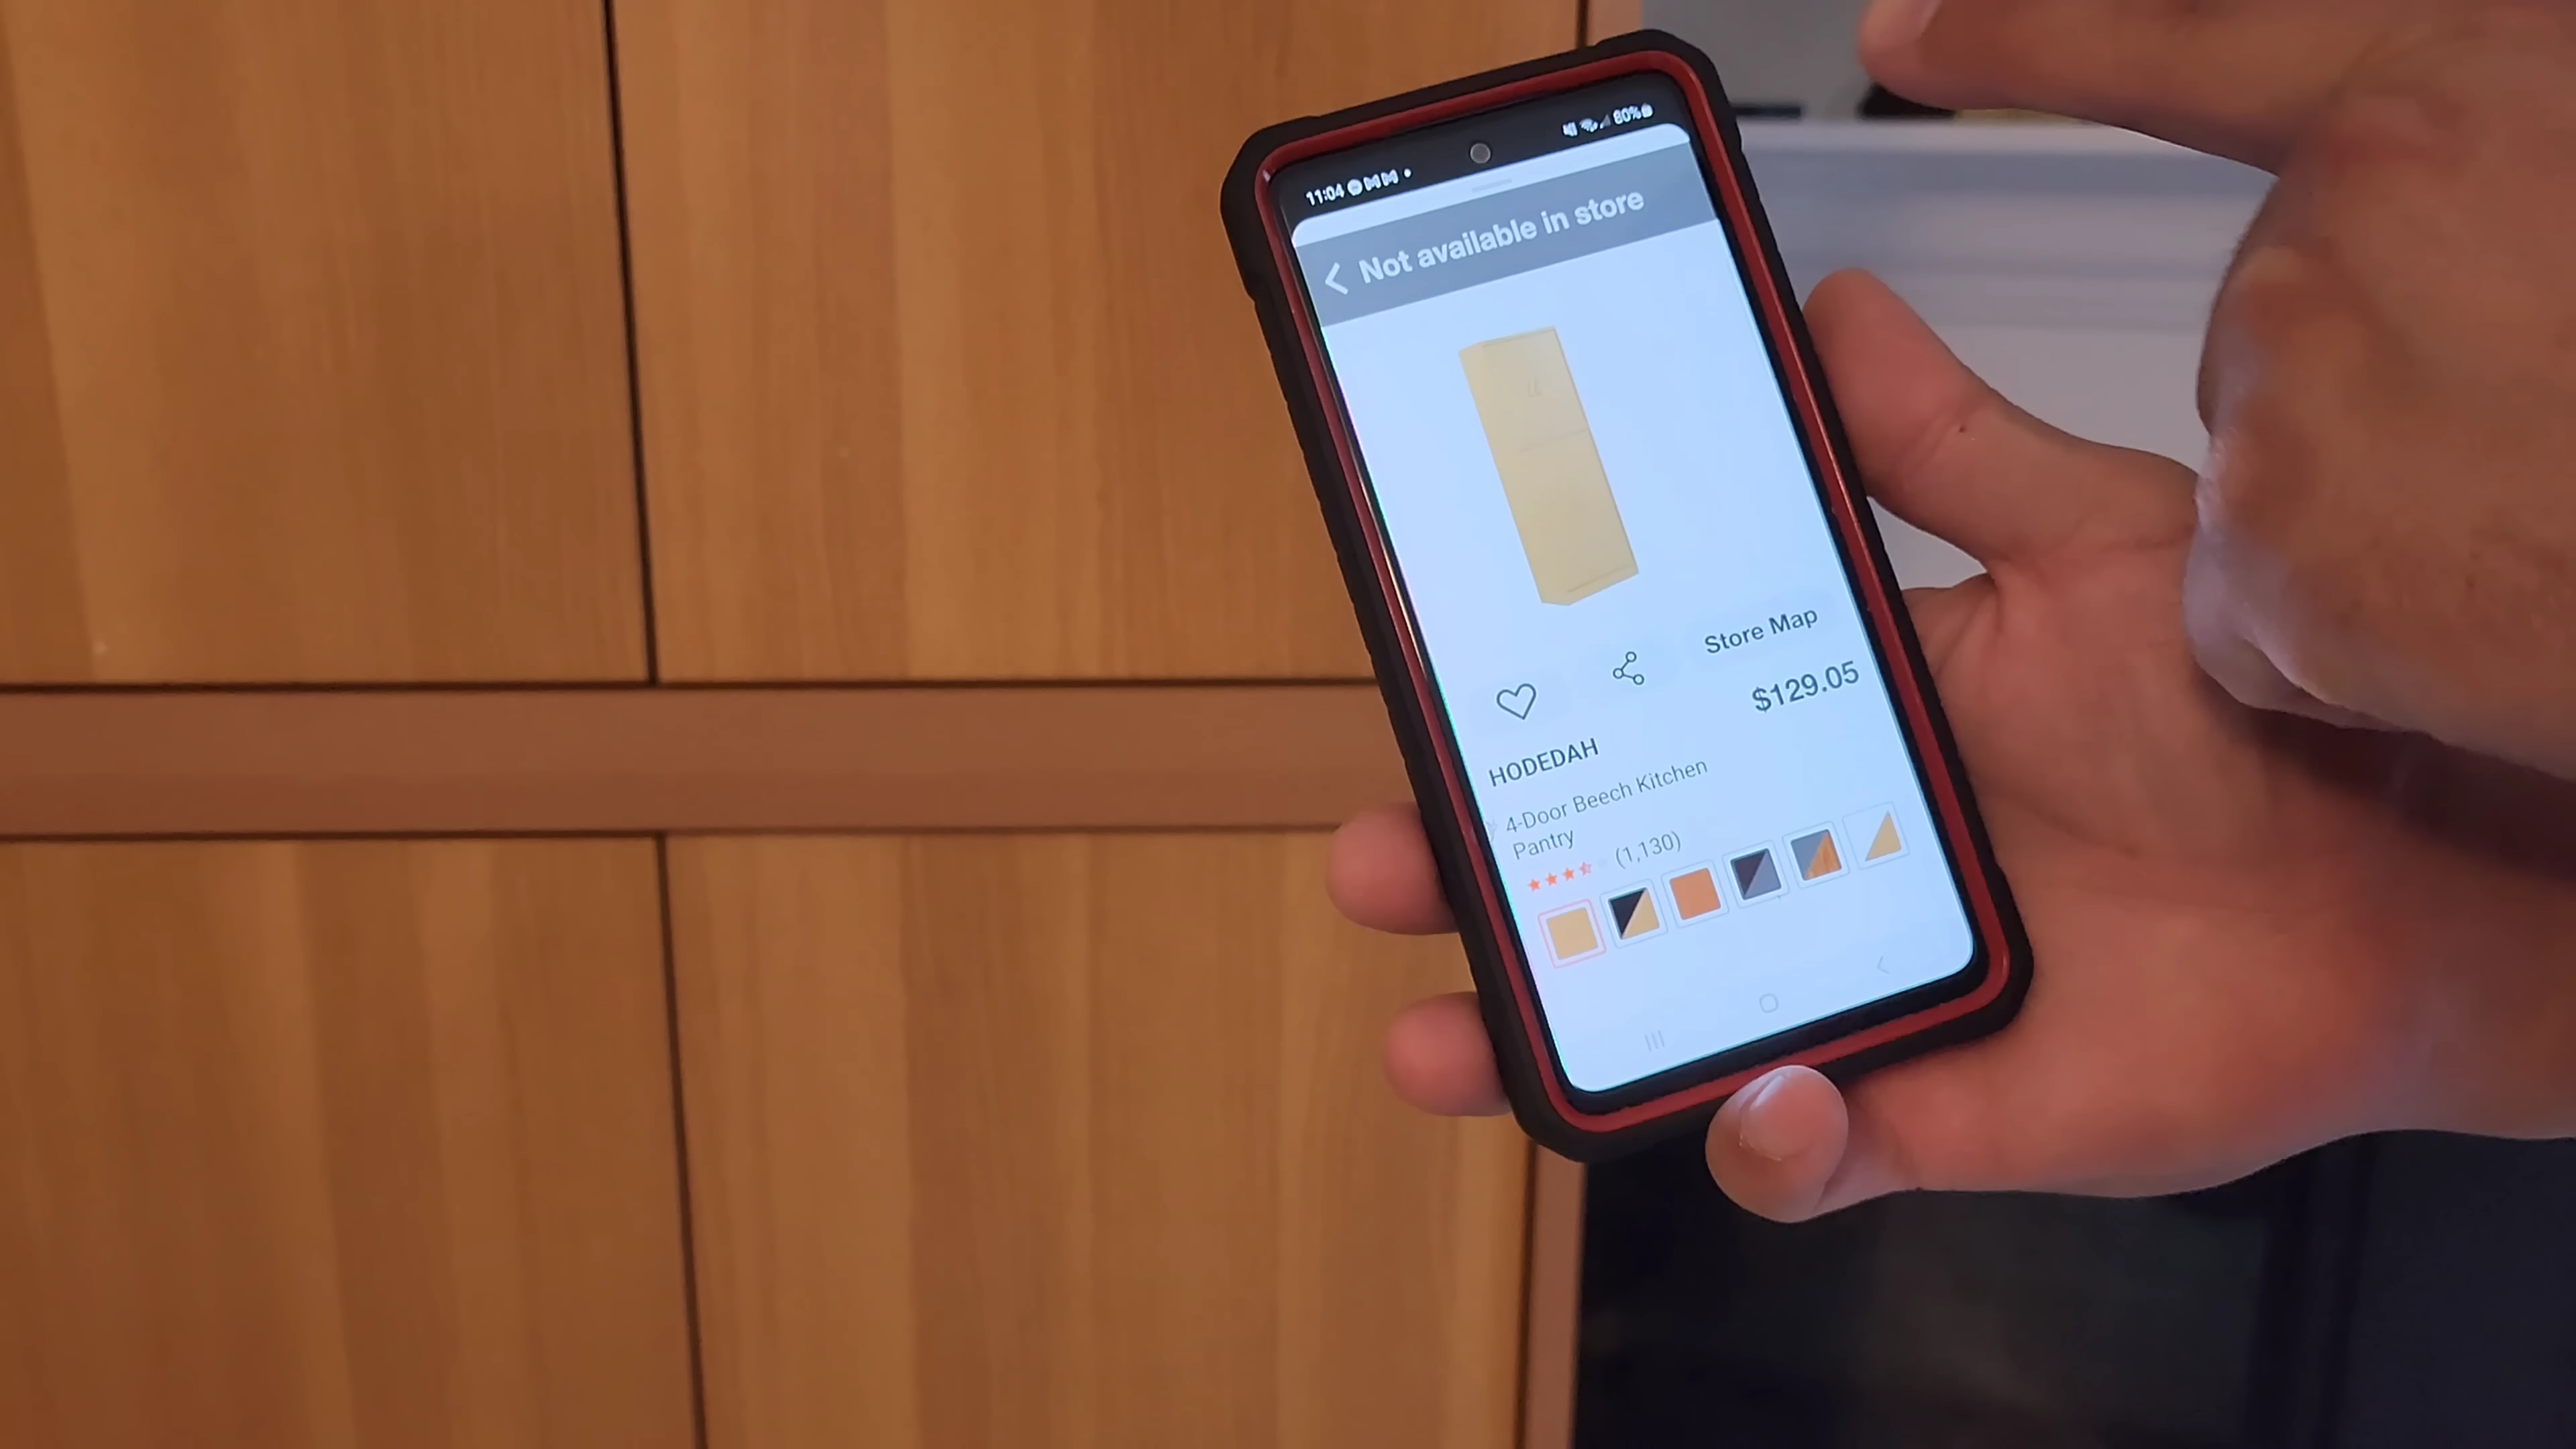 11:04
80%
Not available in store
Store Map
$129.05
HODEDAH
4-Door Beech Kitchen
Pantry
(1,130)